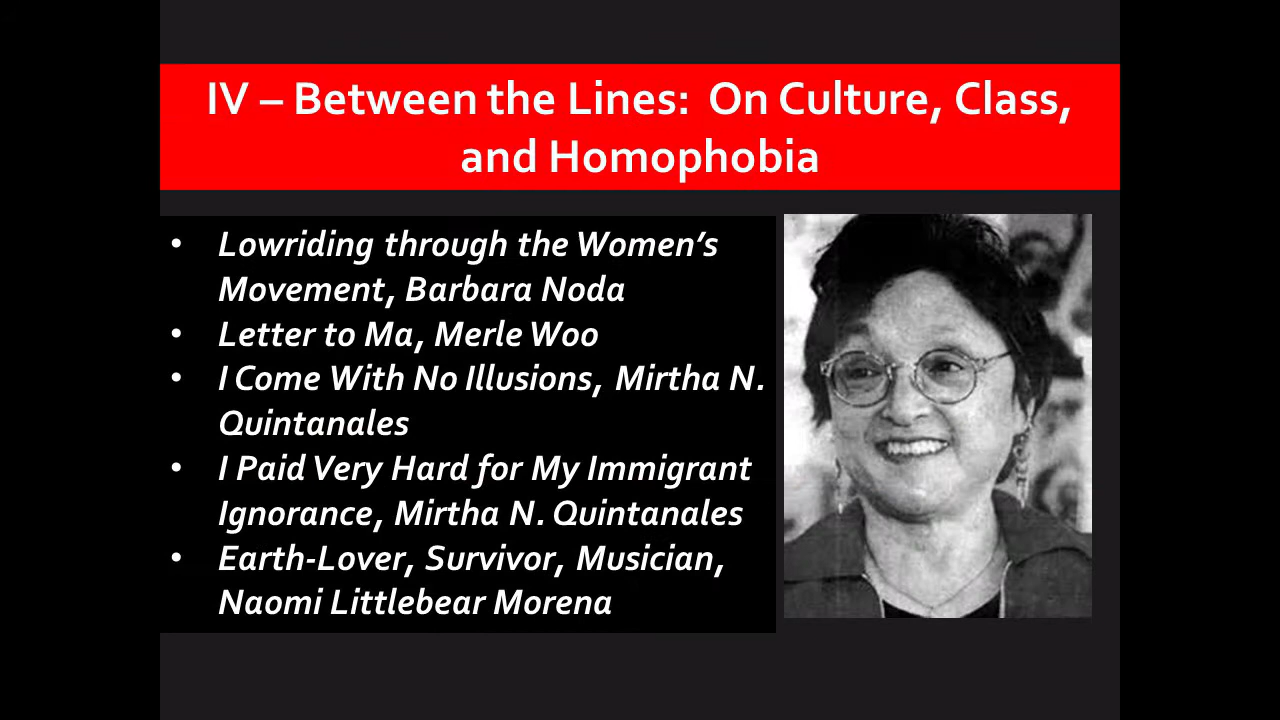 IV – Between the Lines:  On Culture, Class,
and Homophobia
• Lowriding through the Women’s
Movement, Barbara Noda
• Letter to Ma, Merle Woo
• I Come With No Illusions, Mirtha N.
Quintanales
• I Paid Very Hard for My Immigrant
Ignorance, Mirtha N. Quintanales
• Earth-Lover, Survivor, Musician,
Naomi Littlebear Morena